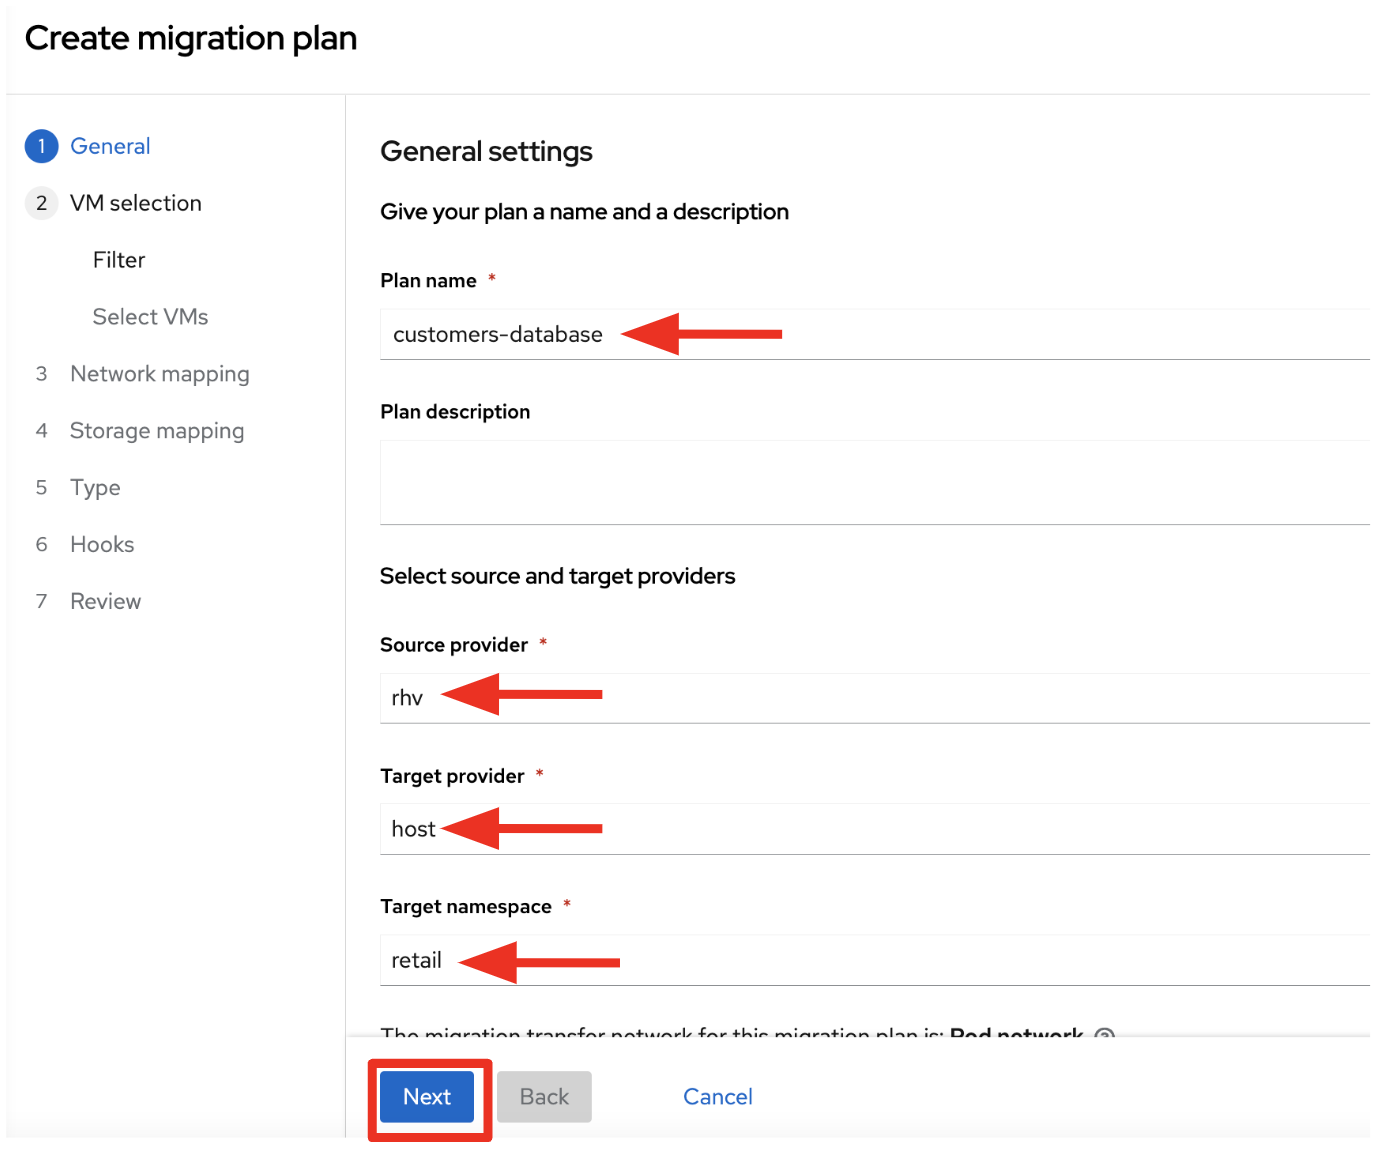 Create migration plan
1 General
2 VM selection
Filter
Select VMs
3 Network mapping
4 Storage mapping
5 Type
6 Hooks
7 Review
General settings
Give your plan a name and a description
Plan name *
customers-database
Plan description
Select source and target providers
Source provider *
rhv
Target provider *
host
Target namespace *
retail
The migration transfer network for this migration plan is: Pod network
Next Back Cancel